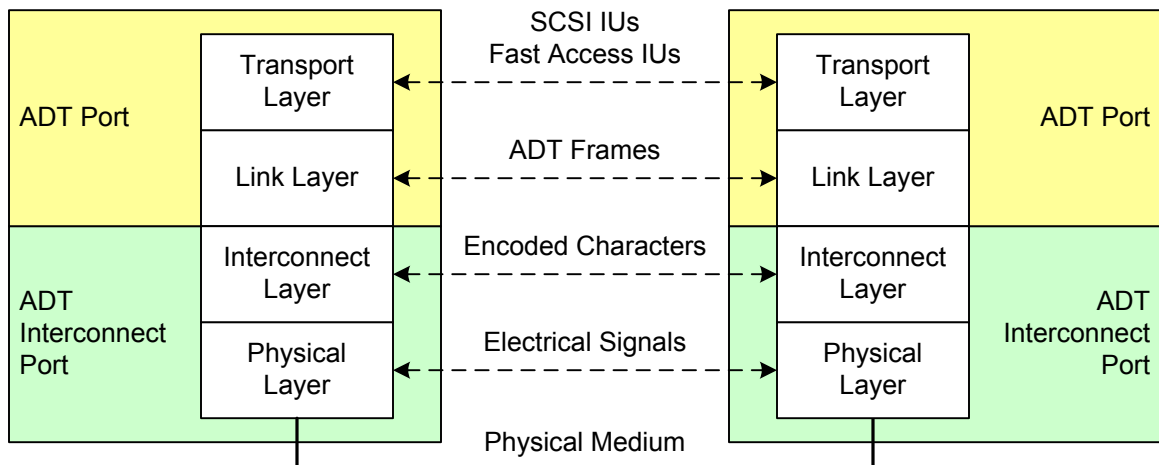 SCSI IUs
Fast Access IUs
Transport
Layer
Transport
Layer
ADT Port
ADT Port
ADT Frames
Link Layer
Link Layer
Encoded Characters
Interconnect
Layer
Interconnect
Layer
ADT
Interconnect
Port
ADT
Interconnect
Port
Electrical Signals
Physical
Layer
Physical
Layer
Physical Medium